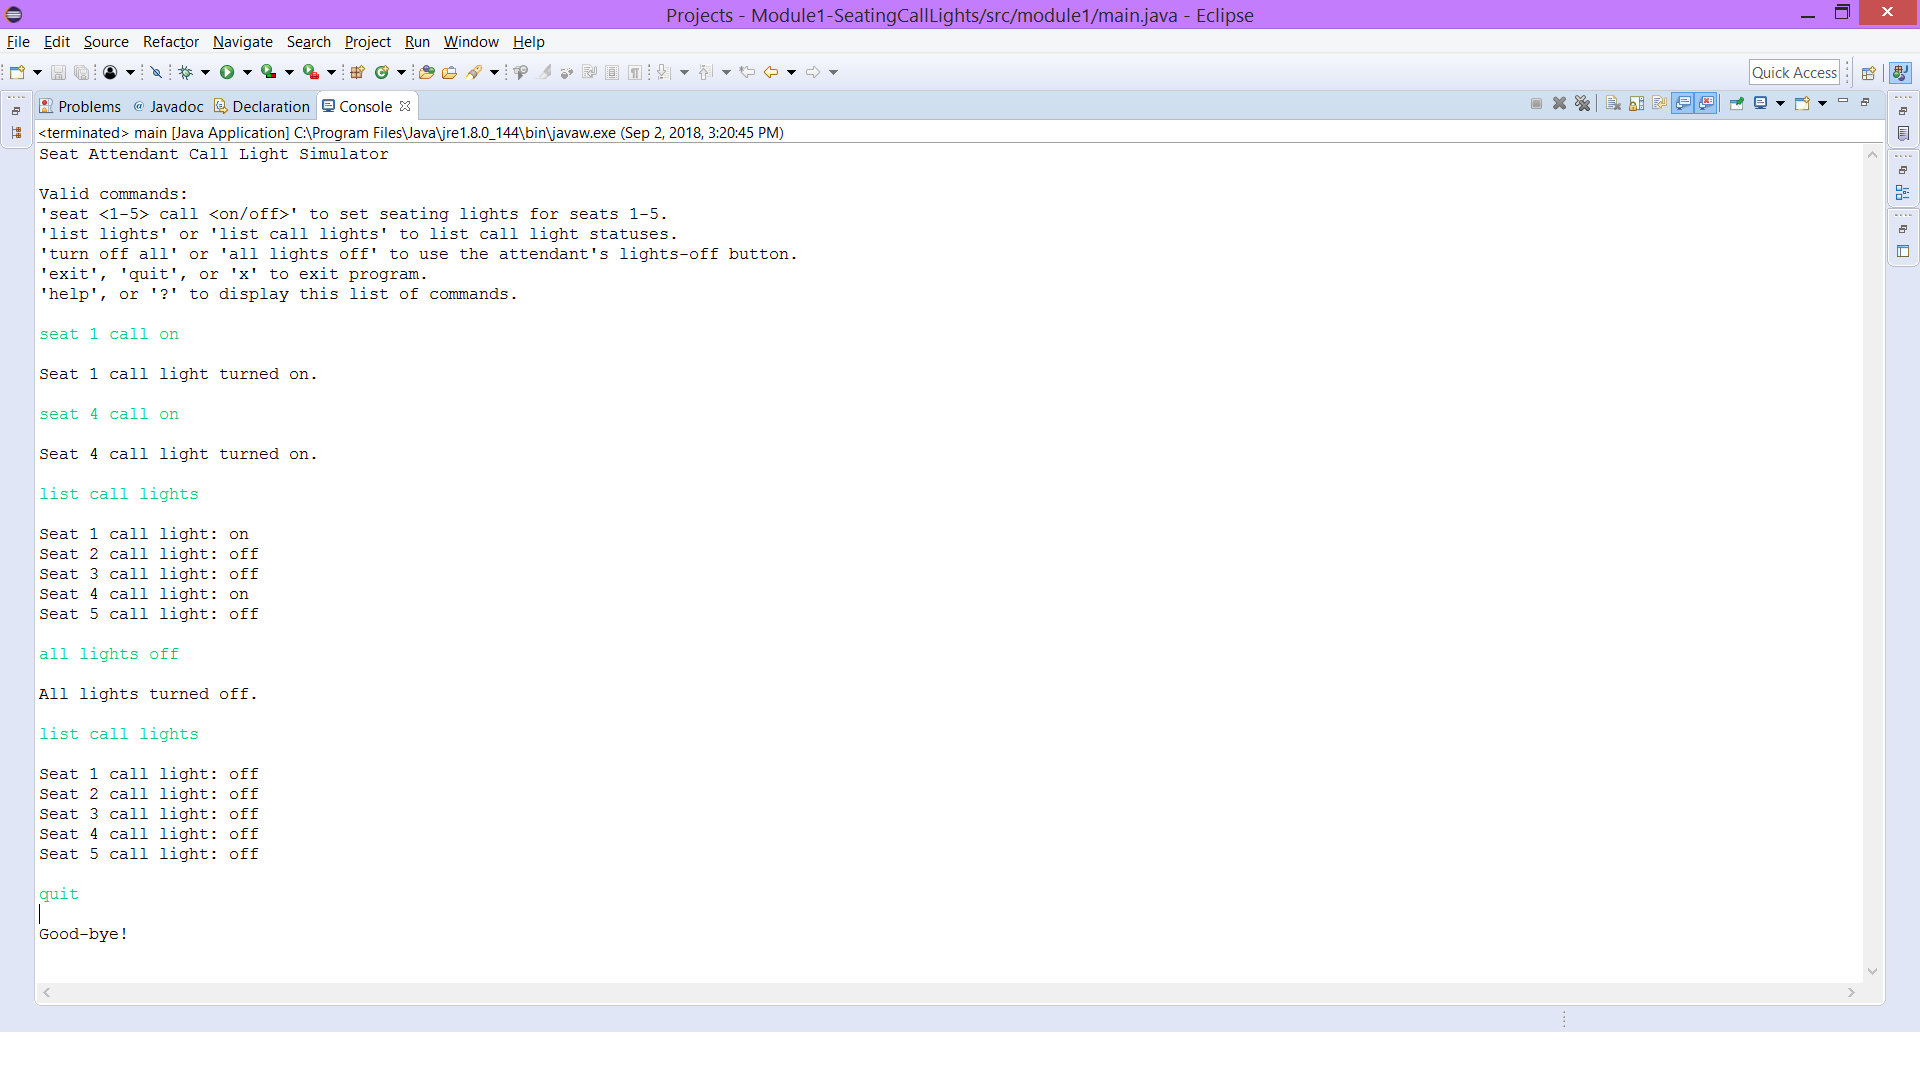 Projects - Module1-SeatingCallLights/src/module1/main.java - Eclipse
File Edit Source Refactor Navigate Search Project Run Window Help
Quick Access
Problems @ Javadoc Declaration Console
<terminated> main [Java Application] C:\Program Files\Java\jre1.8.0_144\bin\javaw.exe (Sep 2, 2018, 3:20:45 PM)
Seat Attendant Call Light Simulator
Valid commands:
'seat <1-5> call <on/off>' to set seating lights for seats 1-5.
'list lights' or 'list call lights' to list call light statuses.
'turn off all' or 'all lights off' to use the attendant's lights-off button.
'exit', 'quit', or 'x' to exit program.
'help', or '?' to display this list of commands.
seat 1 call on
Seat 1 call light turned on.
seat 4 call on
Seat 4 call light turned on.
list call lights
Seat 1 call light: on
Seat 2 call light: off
Seat 3 call light: off
Seat 4 call light: on
Seat 5 call light: off
all lights off
All lights turned off.
list call lights
Seat 1 call light: off
Seat 2 call light: off
Seat 3 call light: off
Seat 4 call light: off
Seat 5 call light: off
quit
Good-bye!